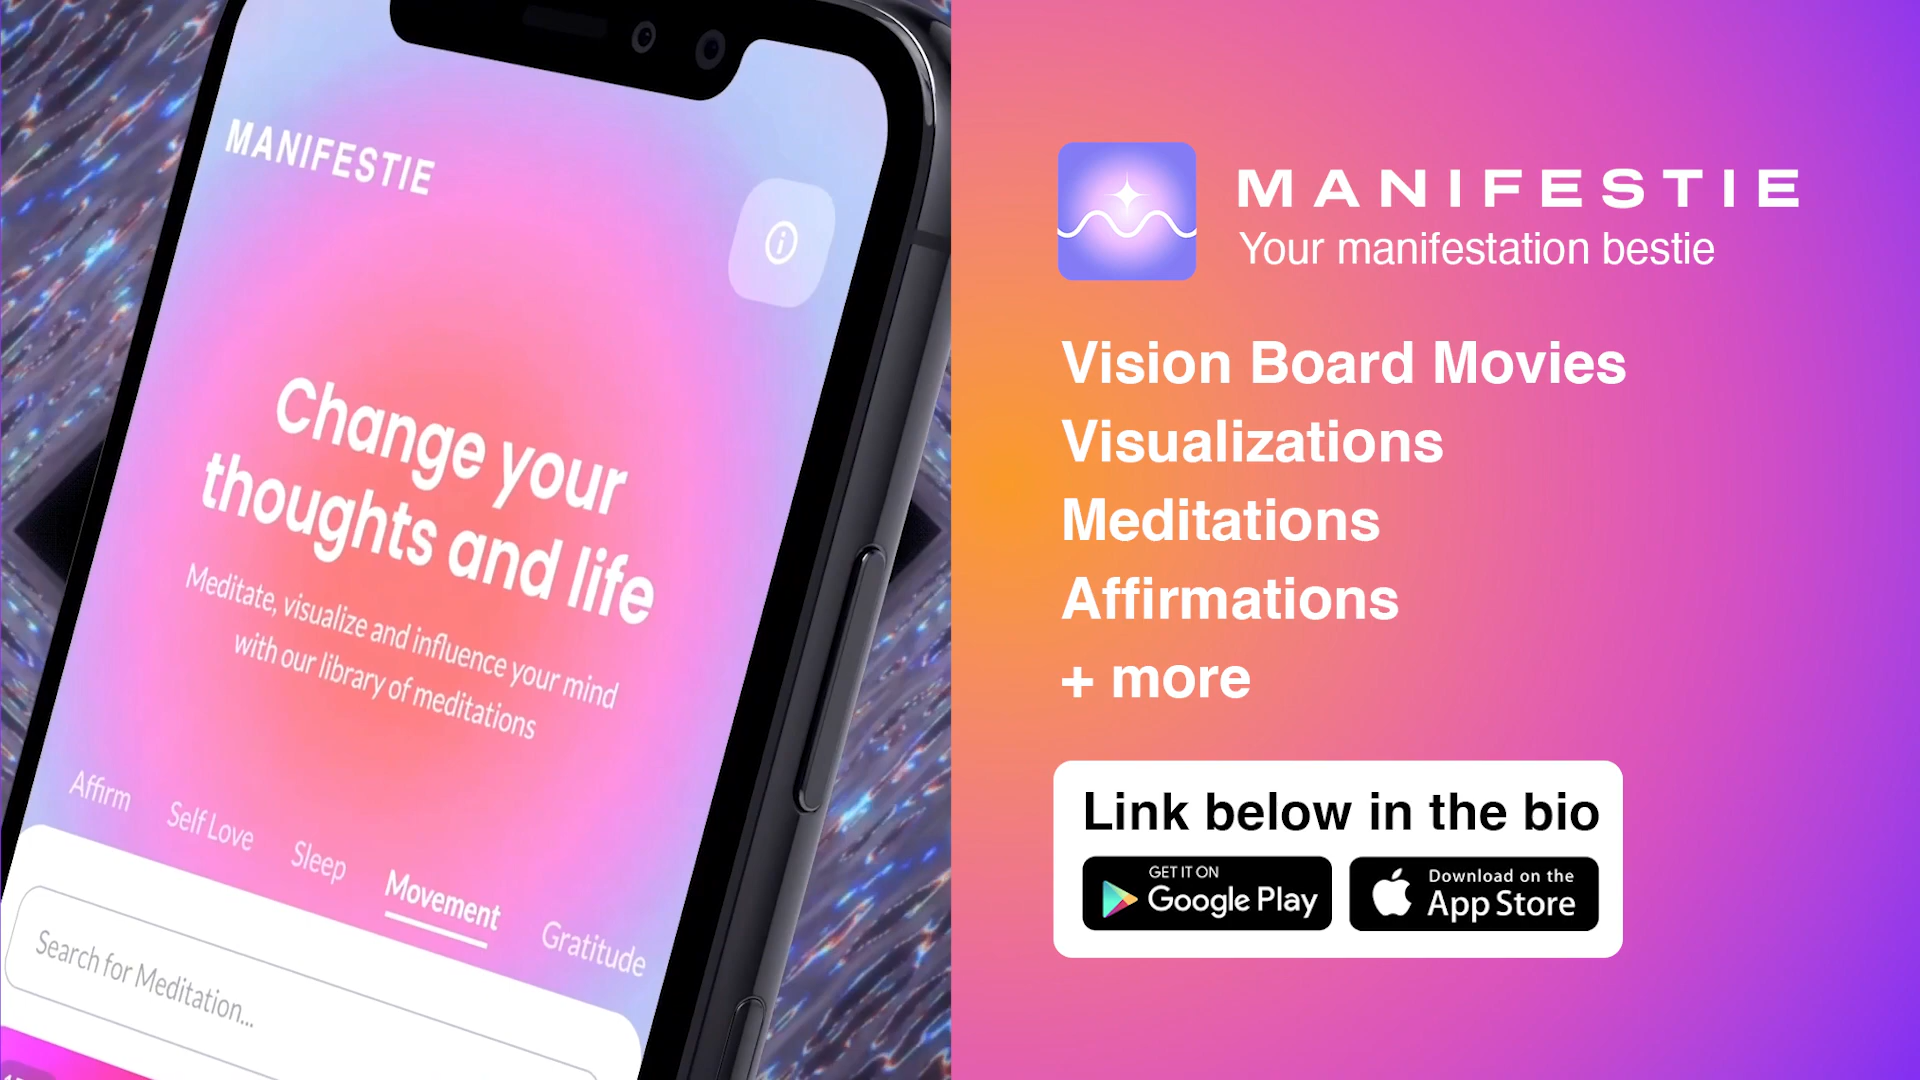 MANIFESTIE
Change your
thoughts and life
Meditate, visualize and influence your mind
with our library of meditations
Affirm
Self Love
Sleep
Movement
Gratitude
Search for Meditation...
MANIFESTIE
Your manifestation bestie
Vision Board Movies
Visualizations
Meditations
Affirmations
+ more
Link below in the bio
GET IT ON
Google Play
Download on the
App Store